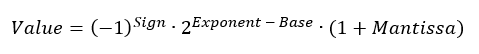 Value = (−1)^Sign · 2^(Exponent − Base) · (1 + Mantissa)